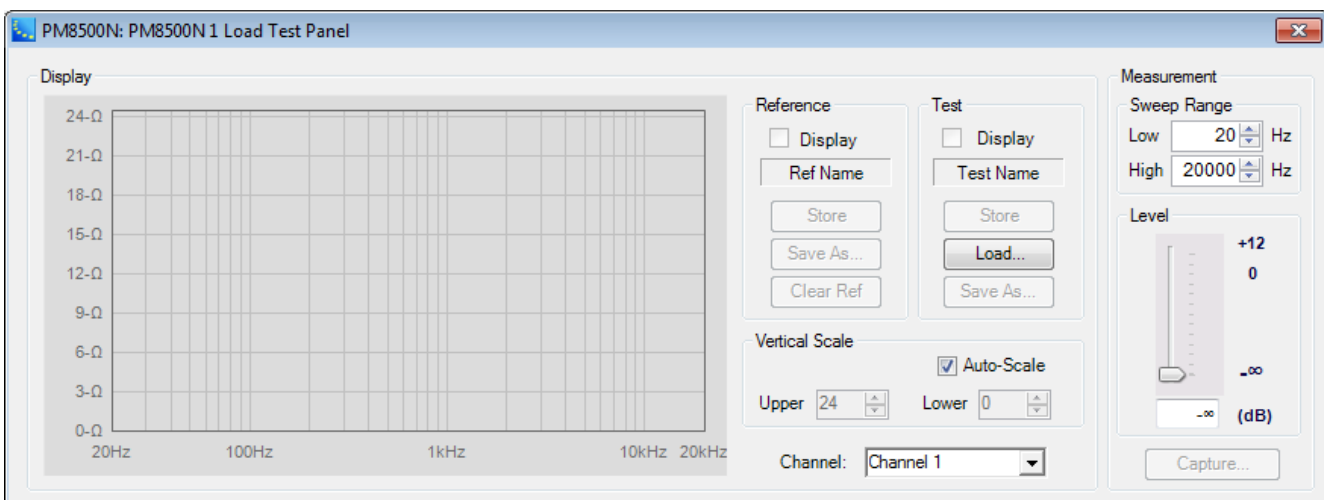 PM8500N: PM8500N 1 Load Test Panel
Display
24-Ω
21-Ω
18-Ω
15-Ω
12-Ω
9-Ω
6-Ω
3-Ω
0-Ω
20Hz 100Hz 1kHz 10kHz 20kHz
Reference
Display
Ref Name
Store
Save As...
Clear Ref
Test
Display
Test Name
Store
Load...
Save As...
Vertical Scale
Auto-Scale
Upper 24 Lower 0
Channel: Channel 1
Measurement
Sweep Range
Low 20 Hz
High 20000 Hz
Level
+12
0
-∞
-∞ (dB)
Capture...